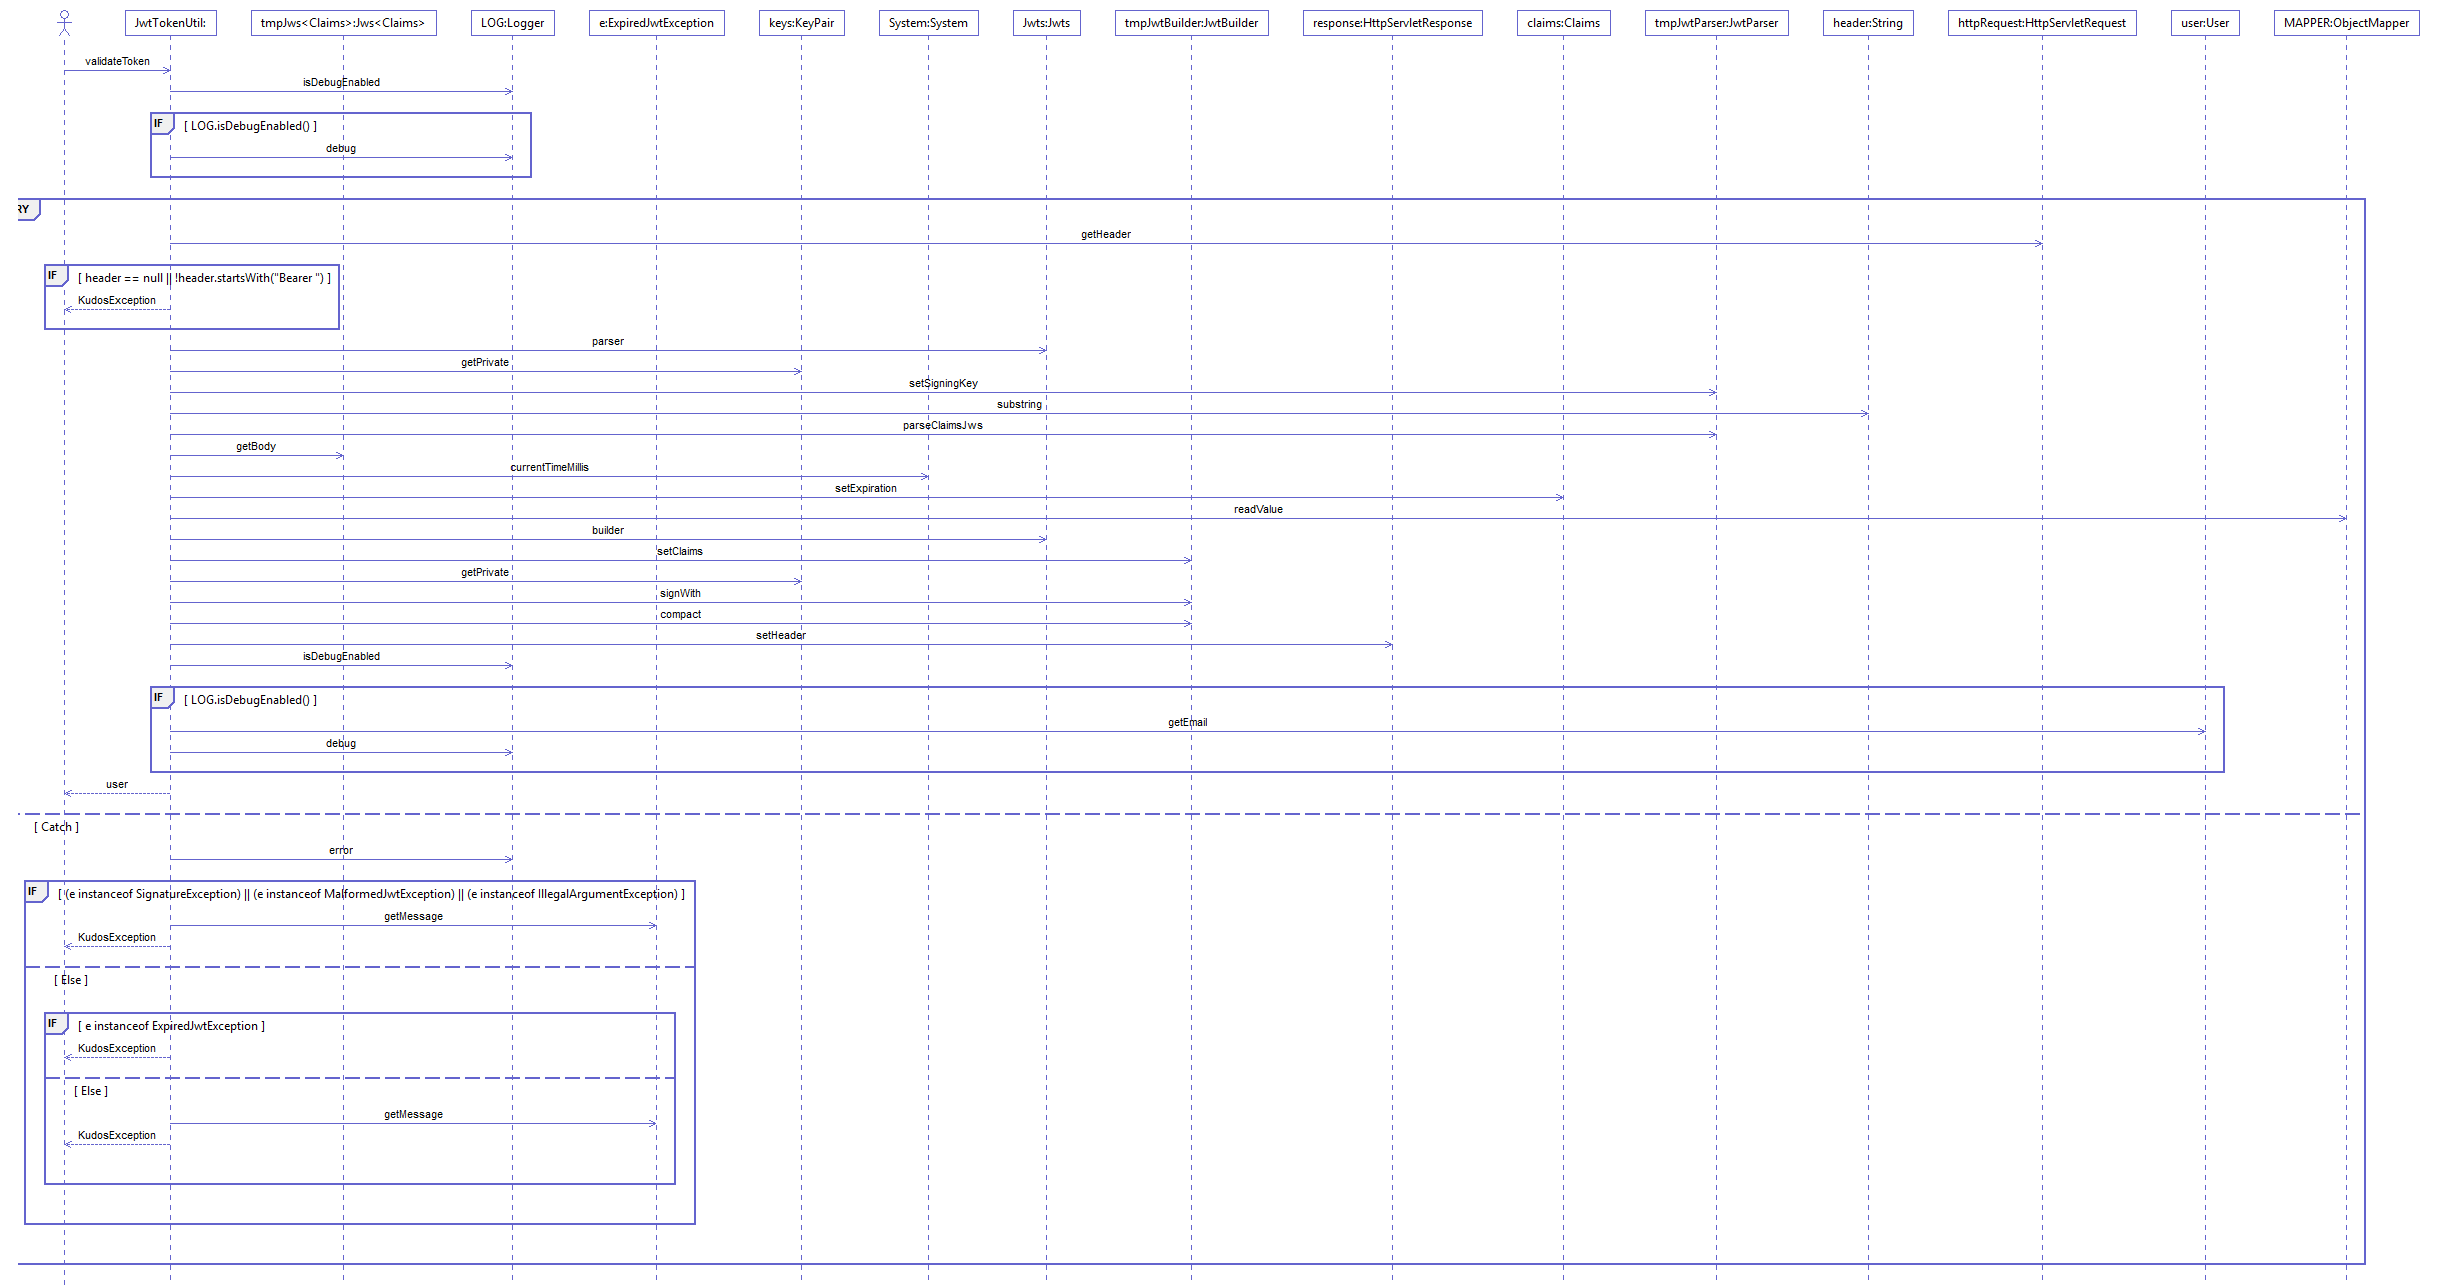 JwtTokenUtil:
tmpJws<Claims>:Jws<Claims>
LOG:Logger
e:ExpiredJwtException
keys:KeyPair
System:System
Jwts:Jwts
tmpJwtBuilder:JwtBuilder
response:HttpServletResponse
claims:Claims
tmpJwtParser:JwtParser
header:String
httpRequest:HttpServletRequest
user:User
MAPPER:ObjectMapper
validateToken
isDebugEnabled
IF
[ LOG.isDebugEnabled() ]
debug
RY
getHeader
IF
[ header == null || !header.startsWith("Bearer ") ]
KudosException
parser
getPrivate
setSigningKey
substring
parseClaimsJws
getBody
currentTimeMillis
setExpiration
readValue
builder
setClaims
getPrivate
signWith
compact
setHeader
isDebugEnabled
IF
[ LOG.isDebugEnabled() ]
getEmail
debug
user
[ Catch ]
error
IF
[ (e instanceof SignatureException) || (e instanceof MalformedJwtException) || (e instanceof IllegalArgumentException) ]
getMessage
KudosException
[ Else ]
IF
[ e instanceof ExpiredJwtException ]
KudosException
[ Else ]
getMessage
KudosException